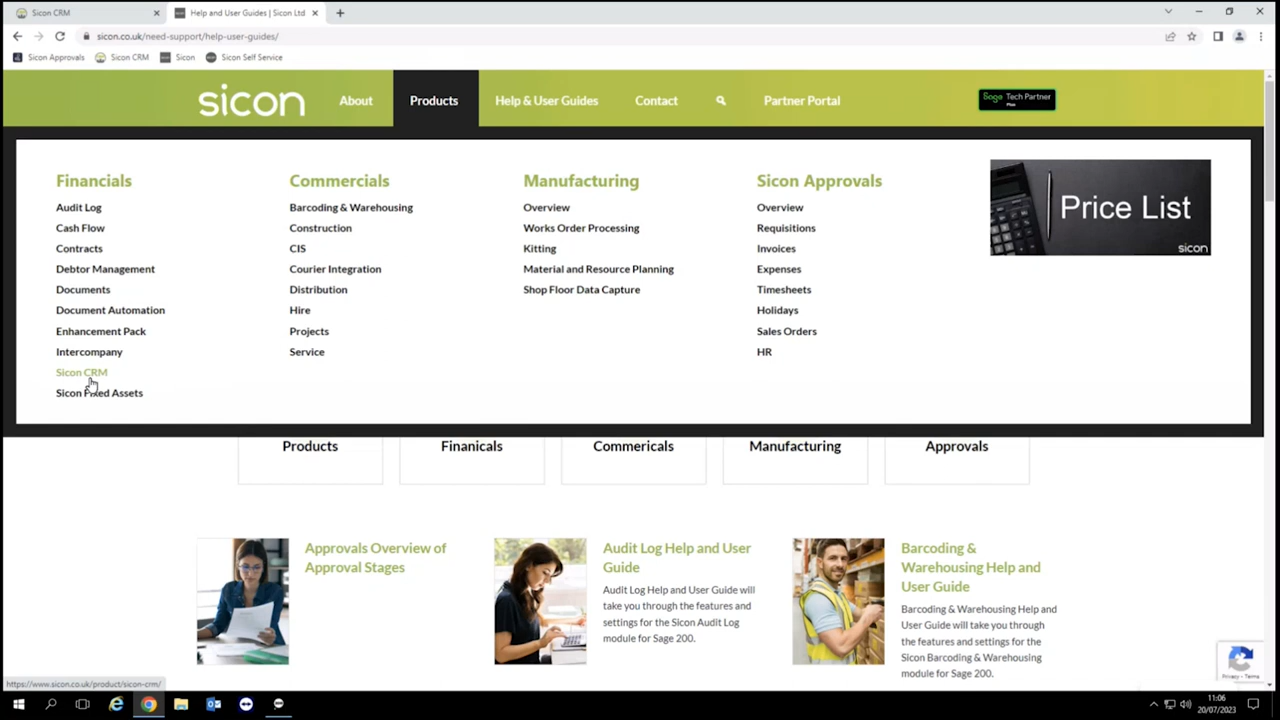 Sicon CRM
Help and User Guides | Sicon Ltd
sicon.co.uk/need-support/help-user-guides/
Sicon Approvals
Sicon CRM
Sicon
Sicon Self Service
sicon
About
Products
Help & User Guides
Contact
Partner Portal
Sage Tech Partner
Plus
Financials
Audit Log
Cash Flow
Contracts
Debtor Management
Documents
Document Automation
Enhancement Pack
Intercompany
Sicon CRM
Sicon Fixed Assets
Commercials
Barcoding & Warehousing
Construction
CIS
Courier Integration
Distribution
Hire
Projects
Service
Manufacturing
Overview
Works Order Processing
Kitting
Material and Resource Planning
Shop Floor Data Capture
Sicon Approvals
Overview
Requisitions
Invoices
Expenses
Timesheets
Holidays
Sales Orders
HR
Price List
sicon
Products
Finanicals
Commericals
Manufacturing
Approvals
Approvals Overview of
Approval Stages
Audit Log Help and User
Guide
Audit Log Help and User Guide will
take you through the features and
settings for the Sicon Audit Log
module for Sage 200.
Barcoding &
Warehousing Help and
User Guide
Barcoding & Warehousing Help and
User Guide will take you through
the features and settings for the
Sicon Barcoding & Warehousing
module for Sage 200.
Privacy - Terms
https://www.sicon.co.uk/product/sicon-crm/
11:06
20/07/2023